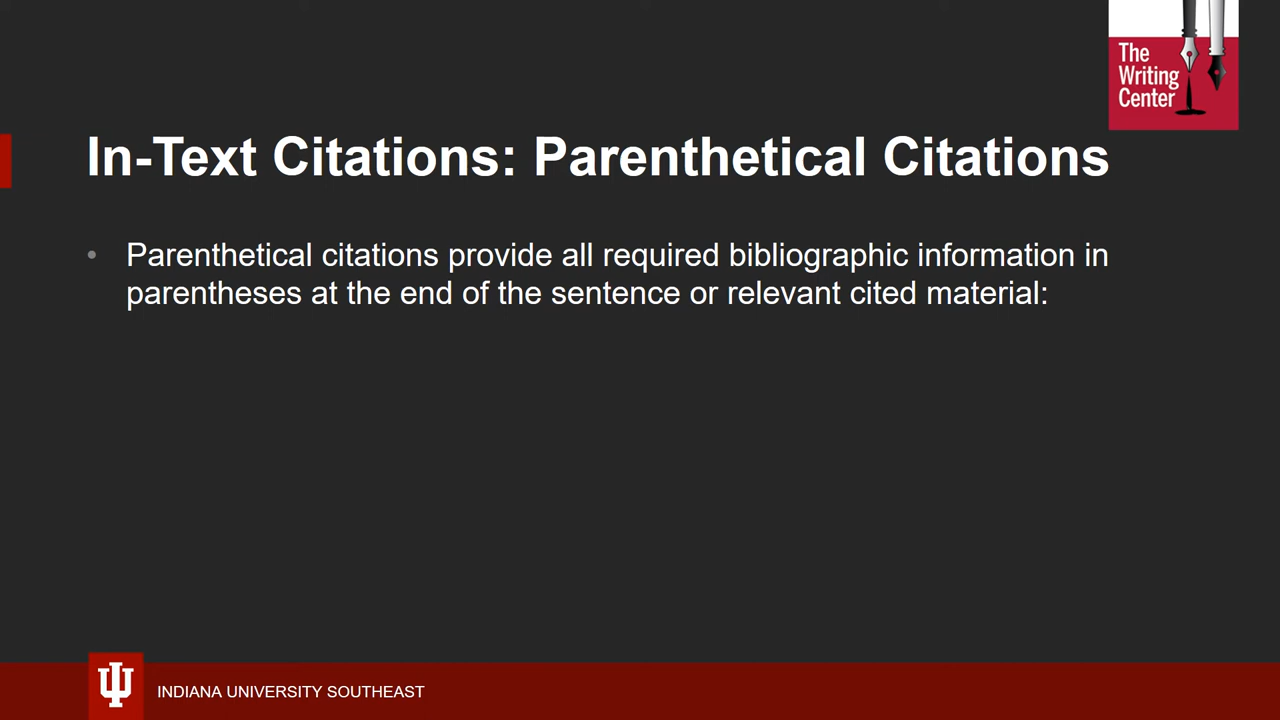 The
Writing
Center
In-Text Citations: Parenthetical Citations
• Parenthetical citations provide all required bibliographic information in
parentheses at the end of the sentence or relevant cited material:
INDIANA UNIVERSITY SOUTHEAST